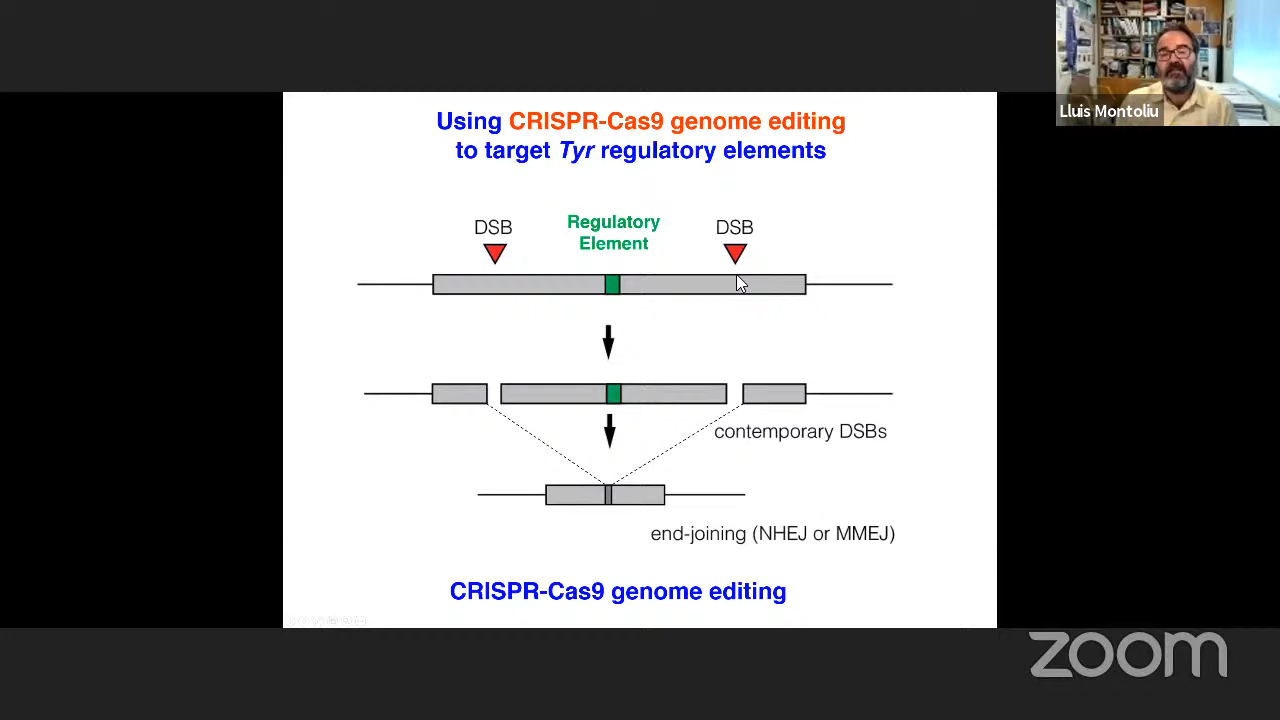 Lluis Montoliu
Using CRISPR-Cas9 genome editing
to target Tyr regulatory elements
DSB
Regulatory
Element
DSB
contemporary DSBs
end-joining (NHEJ or MMEJ)
CRISPR-Cas9 genome editing
zoom